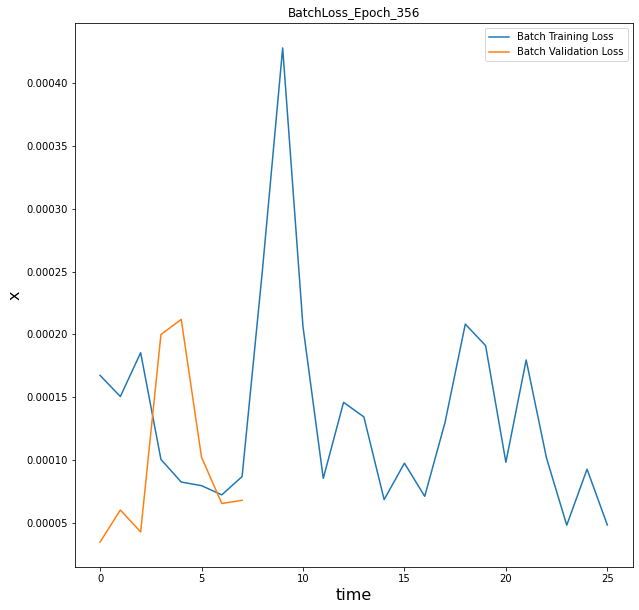 BatchLoss_Epoch_356
Batch Training Loss
Batch Validation Loss
0.00040
0.00035
0.00030
0.00025
0.00020
0.00015
0.00010
0.00005
x
0 5 10 15 20 25
time